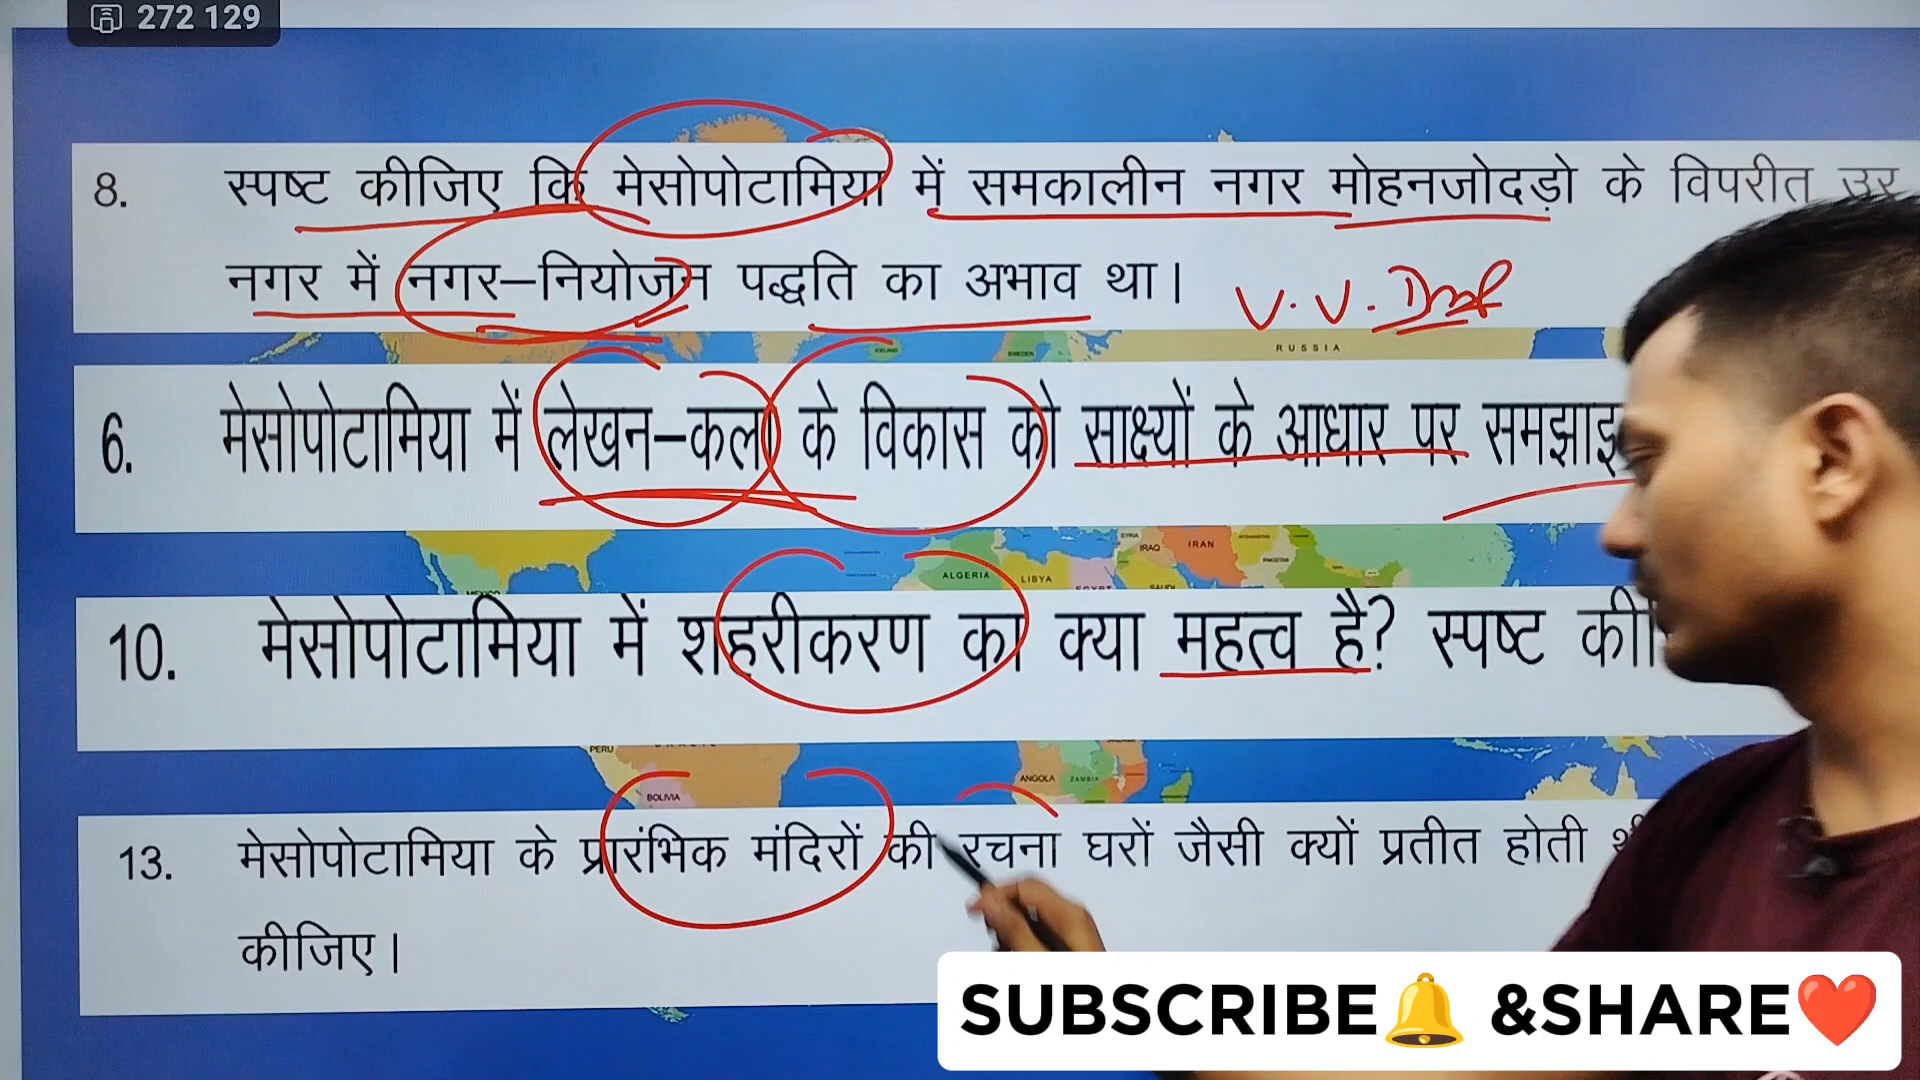 272 129
8. स्पष्ट कीजिए कि मेसोपोटामिया में समकालीन नगर मोहनजोदड़ो के विपरीत उर
नगर में नगर–नियोजन पद्धति का अभाव था। V. V. Imp
RUSSIA
6. मेसोपोटामिया में लेखन–कला के विकास को साक्ष्यों के आधार पर समझाइ
IRAQ IRAN
ALGERIA LIBYA
10. मेसोपोटामिया में शहरीकरण का क्या महत्व है? स्पष्ट की
PERU
ANGOLA ZAMBIA
BOLIVIA
13. मेसोपोटामिया के प्रारंभिक मंदिरों की रचना घरों जैसी क्यों प्रतीत होती
कीजिए।
SUBSCRIBE &SHARE